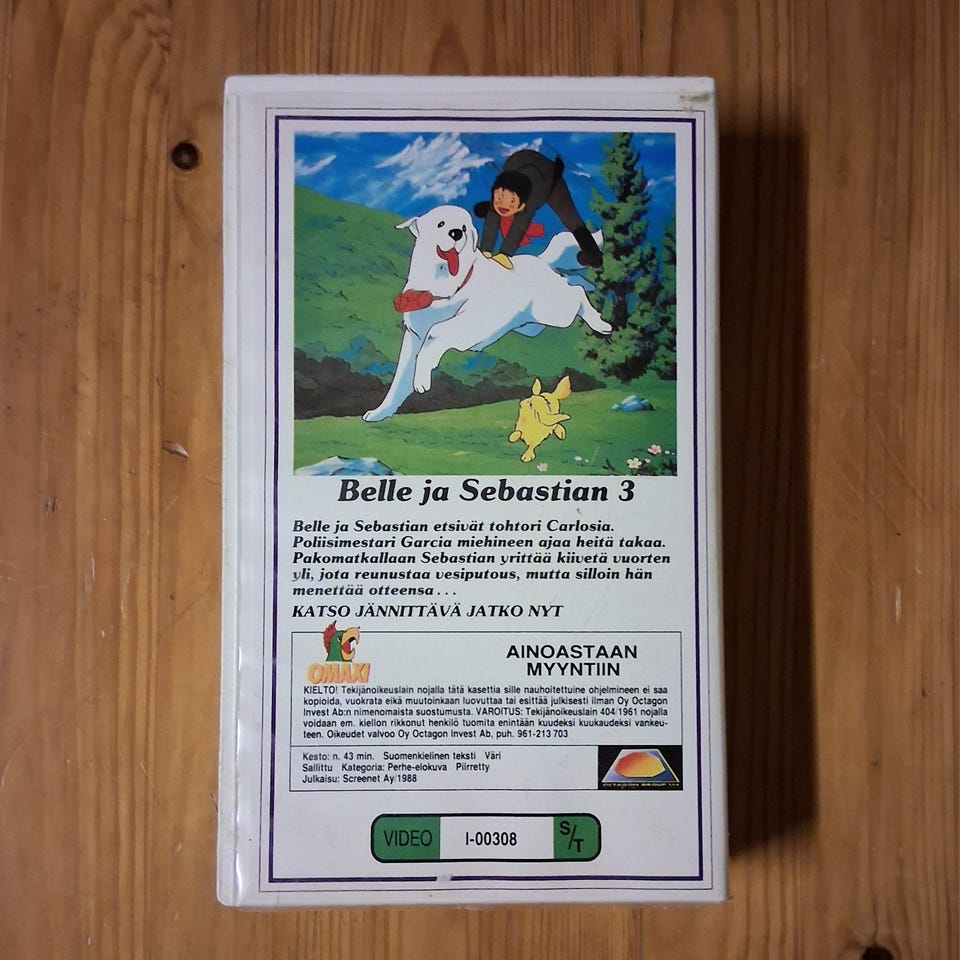 Belle ja Sebastian 3
Belle ja Sebastian etsivät tohtori Carlosia.
Poliisimestari Garcia miehineen ajaa heitä takaa.
Pakomatkallaan Sebastian yrittää kiivetä vuorten
yli, jota reunustaa vesiputous, mutta silloin hän
menettää otteensa...
KATSO JÄNNITTÄVÄ JATKO NYT
OMAXI
AINOASTAAN
MYYNTIIN
KIELTO! Tekijänoikeuslain nojalla tätä kasettia sille nauhoitettuine ohjelmineen ei saa
kopioida, vuokrata eikä muutoinkaan luovuttaa tai esittää julkisesti ilman Oy Octagon
Invest Ab:n nimenomaista suostumusta. VAROITUS: Tekijänoikeuslain 404/1961 nojalla
voidaan em. kiellon rikkonut henkilö tuomita enintään kuudeksi kuukaudeksi vankeu-
teen. Oikeudet valvoo Oy Octagon Invest Ab, puh. 961-213 703
Kesto: n. 43 min. Suomenkielinen teksti Väri
Sallittu Kategoria: Perhe-elokuva Piirretty
Julkaisu: Screenet Ay/1988
OCTAGON GROUP LTD
VIDEO I-00308 S/T